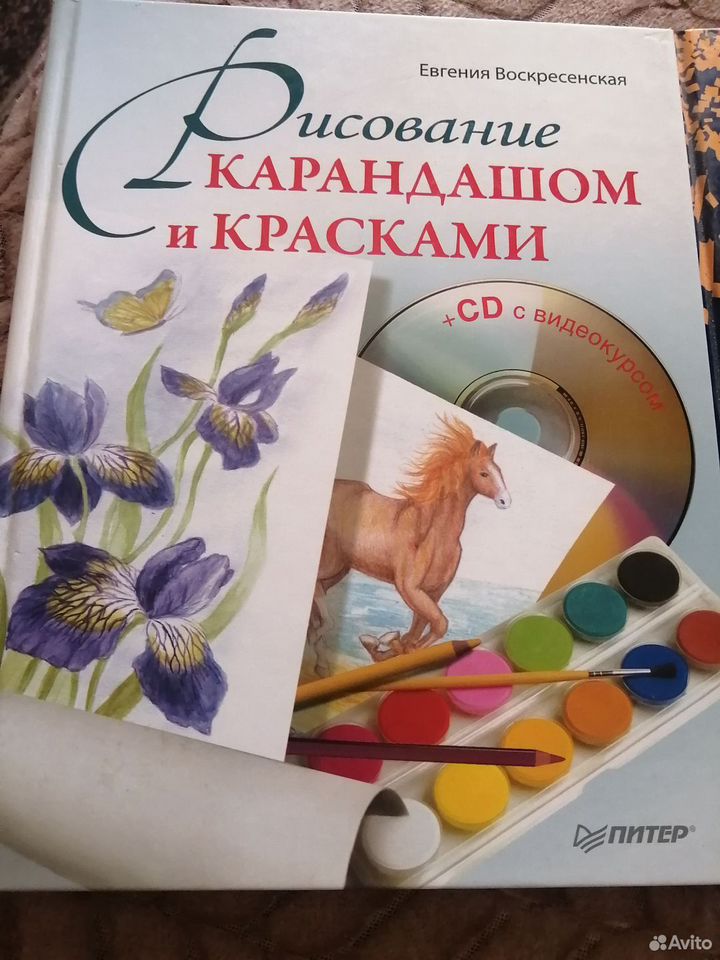 Евгения Воскресенская
Рисование
КАРАНДАШОМ
и КРАСКАМИ
+CD с видеокурсом
ПИТЕР®
Avito